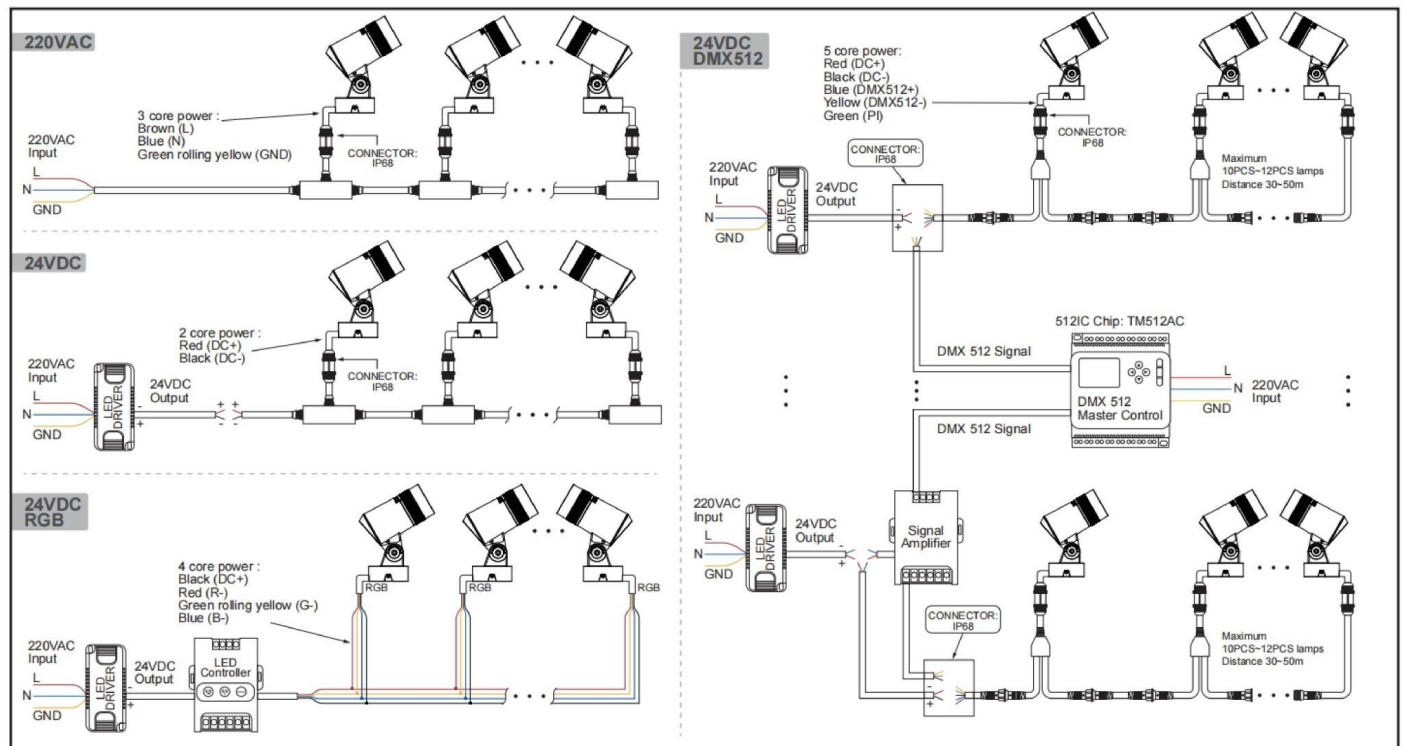 220VAC
3 core power :
Brown (L)
Blue (N)
Green rolling yellow (GND)
CONNECTOR:
IP68
220VAC
Input
L
N
GND
24VDC
2 core power :
Red (DC+)
Black (DC-)
CONNECTOR:
IP68
220VAC
Input
L
N
GND
LED
DRIVER
24VDC
Output
-
+
+ +
- -
24VDC
RGB
4 core power :
Black (DC+)
Red (R-)
Green rolling yellow (G-)
Blue (B-)
RGB
RGB
RGB
220VAC
Input
L
N
GND
LED
DRIVER
24VDC
Output
-
+
LED
Controller
24VDC
DMX512
5 core power:
Red (DC+)
Black (DC-)
Blue (DMX512+)
Yellow (DMX512-)
Green (PI)
CONNECTOR:
IP68
CONNECTOR:
IP68
220VAC
Input
L
N
GND
LED
DRIVER
24VDC
Output
-
+
Maximum
10PCS~12PCS lamps
Distance 30~50m
512IC Chip: TM512AC
DMX 512 Signal
DMX 512
Master Control
L
N
GND
220VAC
Input
DMX 512 Signal
220VAC
Input
L
N
GND
LED
DRIVER
24VDC
Output
-
+
Signal
Amplifier
CONNECTOR:
IP68
-
+
Maximum
10PCS~12PCS lamps
Distance 30~50m